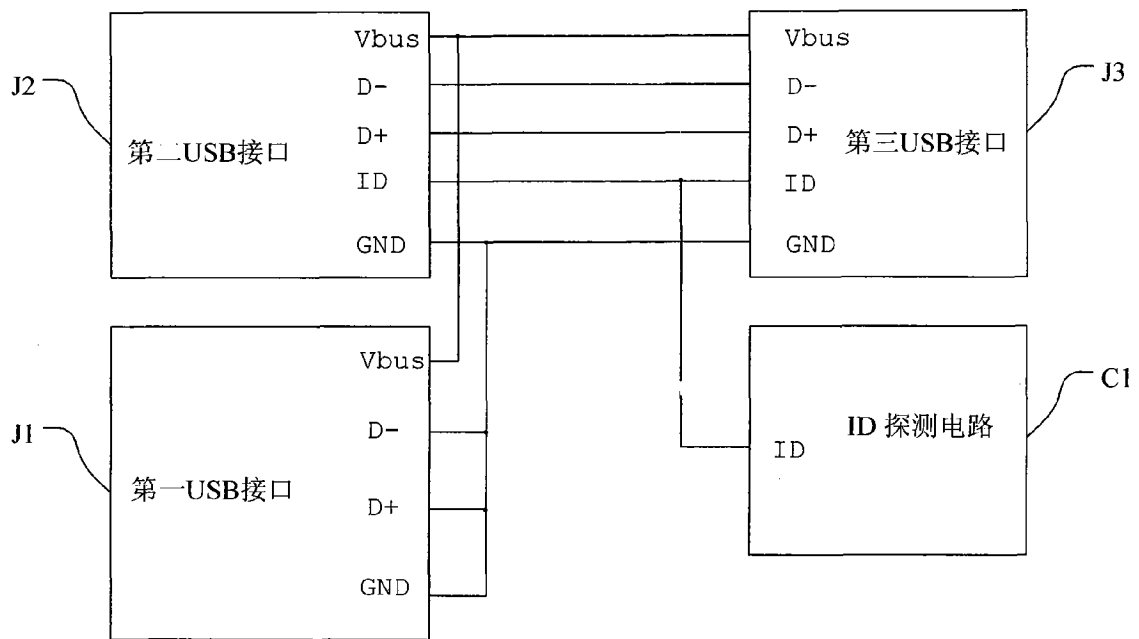 J2
第二USB接口
Vbus
D-
D+
ID
GND
Vbus
D-
D+
ID
GND
第三USB接口
J3
J1
第一USB接口
Vbus
D-
D+
GND
ID
ID 探测电路
C1